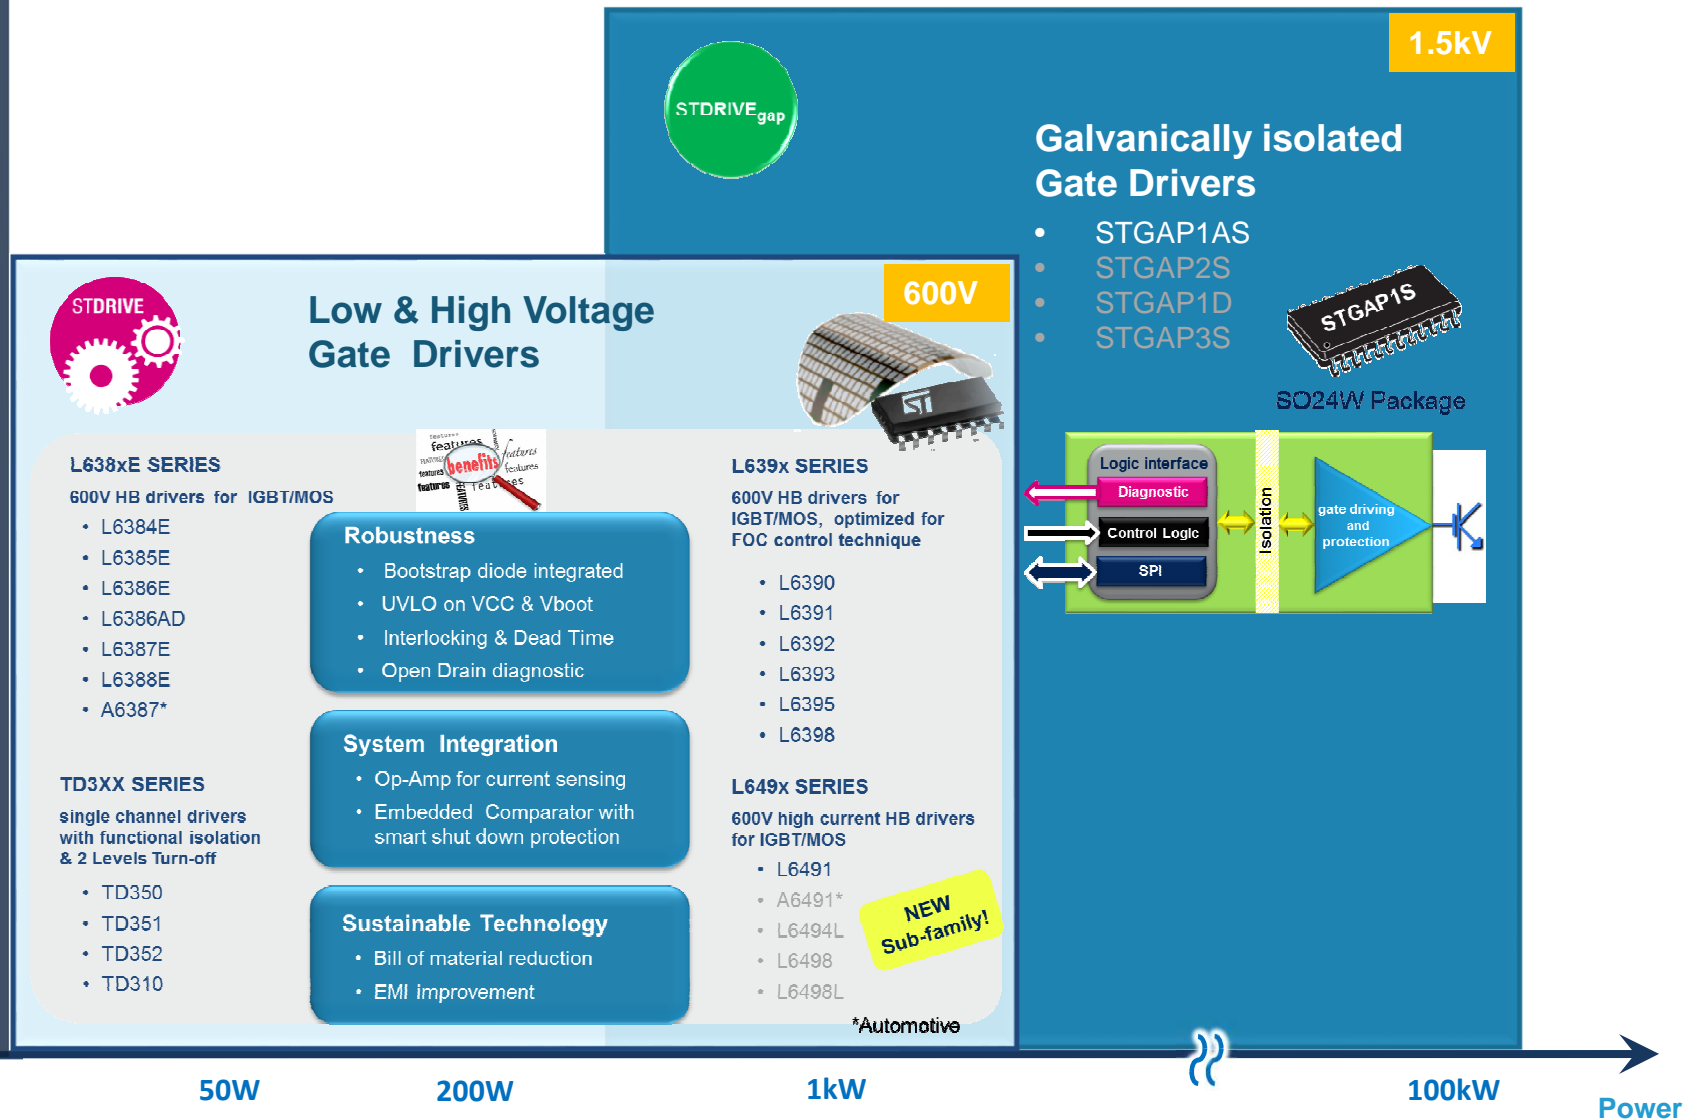 1.5kV
STDRIVEgap
Galvanically isolated
Gate Drivers
• STGAP1AS
• STGAP2S
• STGAP1D
• STGAP3S
STGAP1S
SO24W Package
Logic interface
Diagnostic
Control Logic
SPI
Isolation
gate driving
and
protection
600V
STDRIVE
Low & High Voltage
Gate Drivers
ST
L638xE SERIES
600V HB drivers for IGBT/MOS
• L6384E
• L6385E
• L6386E
• L6386AD
• L6387E
• L6388E
• A6387*
TD3XX SERIES
single channel drivers
with functional isolation
& 2 Levels Turn-off
• TD350
• TD351
• TD352
• TD310
features
features
features
benefits
features
features
features
features
Robustness
• Bootstrap diode integrated
• UVLO on VCC & Vboot
• Interlocking & Dead Time
• Open Drain diagnostic
System Integration
• Op-Amp for current sensing
• Embedded Comparator with
smart shut down protection
Sustainable Technology
• Bill of material reduction
• EMI improvement
L639x SERIES
600V HB drivers for
IGBT/MOS, optimized for
FOC control technique
• L6390
• L6391
• L6392
• L6393
• L6395
• L6398
L649x SERIES
600V high current HB drivers
for IGBT/MOS
• L6491
• A6491*
• L6494L
• L6498
• L6498L
NEW
Sub-family!
*Automotive
50W
200W
1kW
100kW
Power